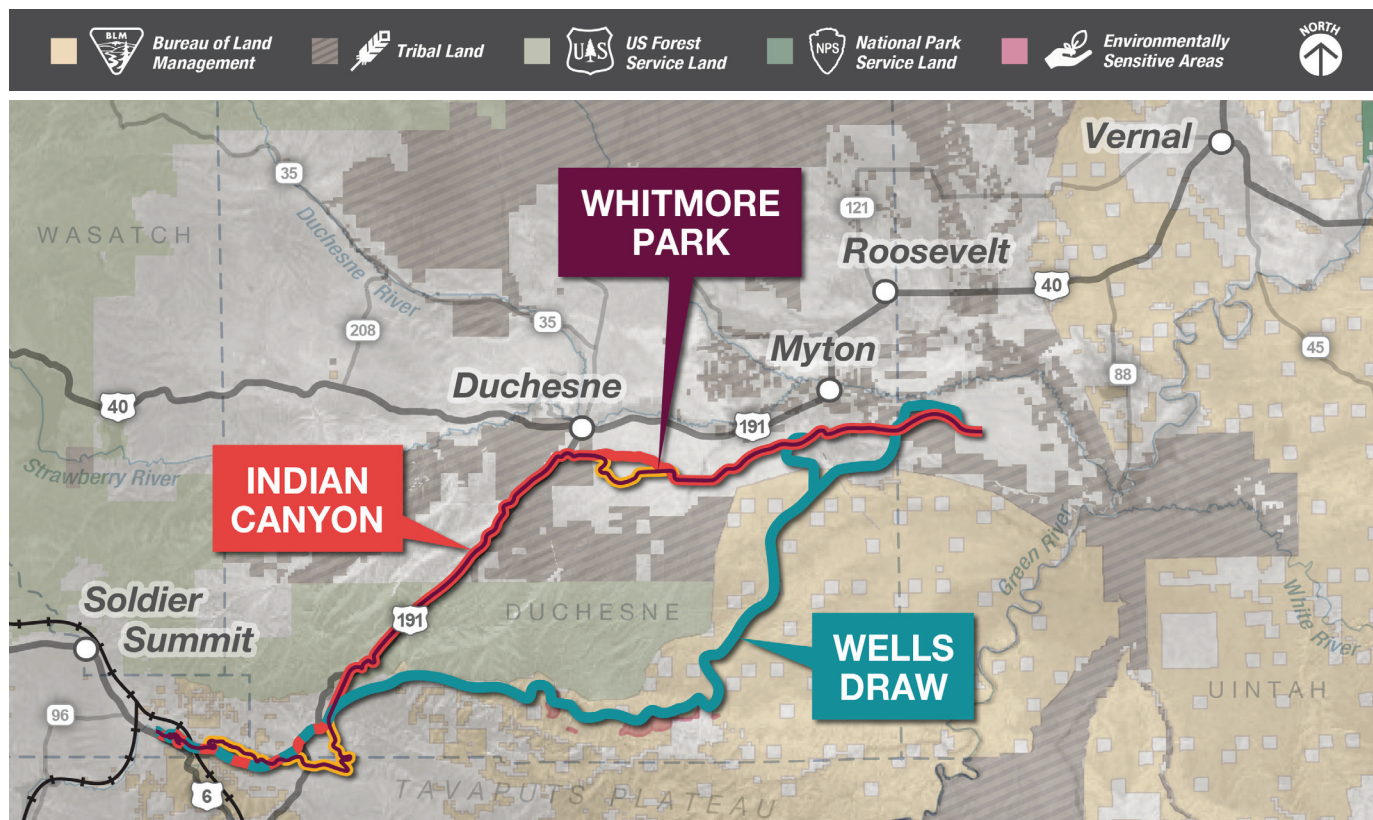 BLM
Bureau of Land
Management
Tribal Land
US
US Forest
Service Land
NPS
National Park
Service Land
Environmentally
Sensitive Areas
NORTH
Vernal
35
WASATCH
Duchesne River
WHITMORE
PARK
121
Roosevelt
40
208
35
Myton
45
88
Duchesne
40
191
Strawberry River
INDIAN
CANYON
Green River
White River
Soldier
Summit
191
DUCHESNE
WELLS
DRAW
UINTAH
96
6
TAVAPUTS PLATEAU